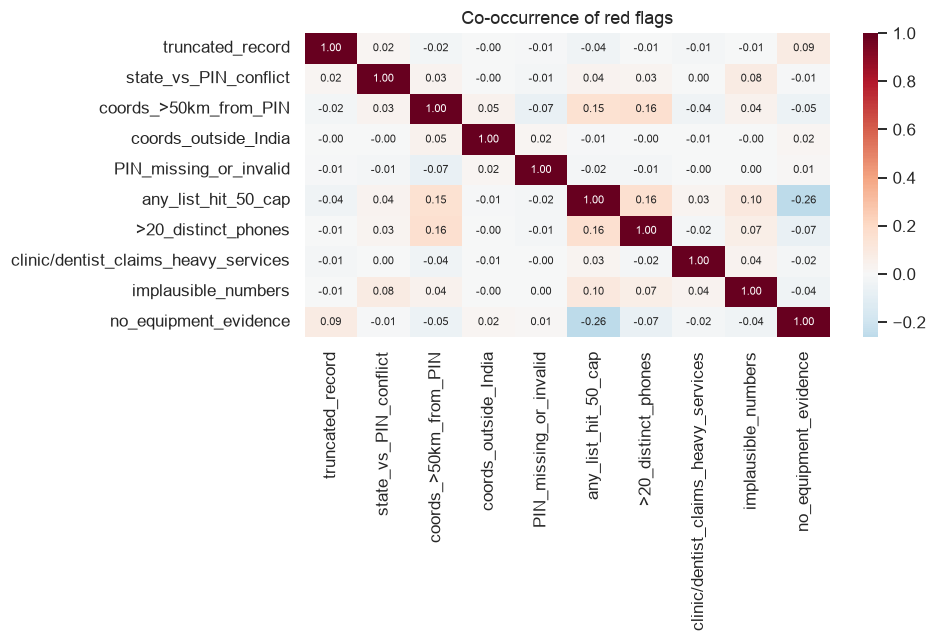 Co-occurrence of red flags
truncated_record 1.00 0.02 -0.02 -0.00 -0.01 -0.04 -0.01 -0.01 -0.01 0.09
state_vs_PIN_conflict 0.02 1.00 0.03 -0.00 -0.01 0.04 0.03 0.00 0.08 -0.01
coords_>50km_from_PIN -0.02 0.03 1.00 0.05 -0.07 0.15 0.16 -0.04 0.04 -0.05
coords_outside_India -0.00 -0.00 0.05 1.00 0.02 -0.01 -0.00 -0.01 -0.00 0.02
PIN_missing_or_invalid -0.01 -0.01 -0.07 0.02 1.00 -0.02 -0.01 -0.00 0.00 0.01
any_list_hit_50_cap -0.04 0.04 0.15 -0.01 -0.02 1.00 0.16 0.03 0.10 -0.26
>20_distinct_phones -0.01 0.03 0.16 -0.00 -0.01 0.16 1.00 -0.02 0.07 -0.07
clinic/dentist_claims_heavy_services -0.01 0.00 -0.04 -0.01 -0.00 0.03 -0.02 1.00 0.04 -0.02
implausible_numbers -0.01 0.08 0.04 -0.00 0.00 0.10 0.07 0.04 1.00 -0.04
no_equipment_evidence 0.09 -0.01 -0.05 0.02 0.01 -0.26 -0.07 -0.02 -0.04 1.00
truncated_record
state_vs_PIN_conflict
coords_>50km_from_PIN
coords_outside_India
PIN_missing_or_invalid
any_list_hit_50_cap
>20_distinct_phones
clinic/dentist_claims_heavy_services
implausible_numbers
no_equipment_evidence
1.0
0.8
0.6
0.4
0.2
0.0
−0.2